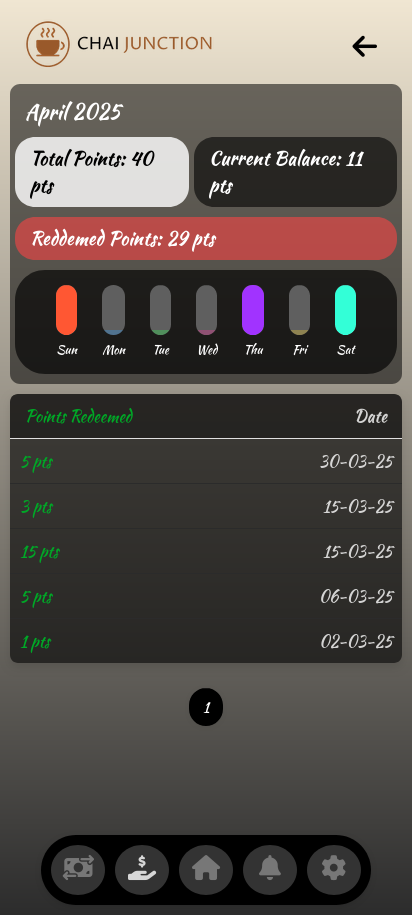 CHAI JUNCTION
April 2025
Total Points: 40
pts
Current Balance: 11
pts
Reddemed Points: 29 pts
Sun Mon Tue Wed Thu Fri Sat
Points Redeemed Date
5 pts 30-03-25
3 pts 15-03-25
15 pts 15-03-25
5 pts 06-03-25
1 pts 02-03-25
1